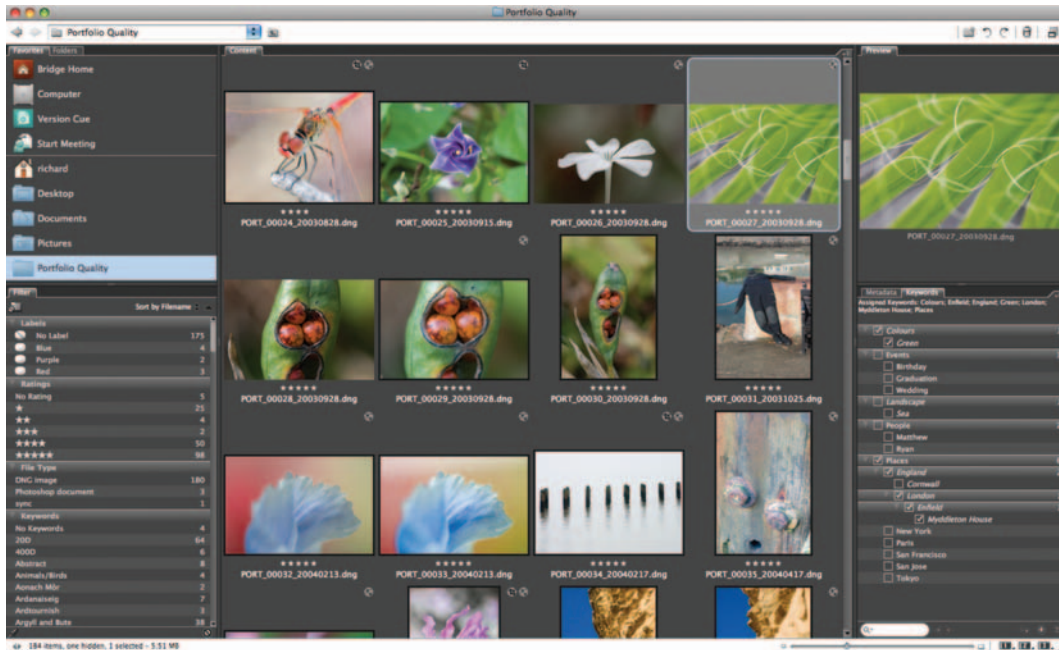 Portfolio Quality
Portfolio Quality
Favorites Folders
Bridge Home
Computer
Version Cue
Start Meeting
richard
Desktop
Documents
Pictures
Portfolio Quality
Filter
Sort by Filename
Labels
No Label 175
Blue 4
Purple 2
Red 3
Ratings
No Rating 5
★ 25
★★ 4
★★★ 2
★★★★ 50
★★★★★ 98
File Type
DNG image 180
Photoshop document 3
sync 1
Keywords
No Keywords 4
20D 64
400D 6
Abstract 8
Animals/Birds 4
Aonach Mór 2
Ardanaiseig 7
Ardtournish 3
Argyll and Bute 38
Content
★★★★
PORT_00024_20030828.dng
★★★★★
PORT_00025_20030915.dng
★★★★★
PORT_00026_20030928.dng
★★★★★
PORT_00027_20030928.dng
★★★★★
PORT_00028_20030928.dng
★★★★★
PORT_00029_20030928.dng
★★★★★
PORT_00030_20030928.dng
★★★★★
PORT_00031_20031025.dng
PORT_00032_20040213.dng
PORT_00033_20040213.dng
PORT_00034_20040217.dng
PORT_00035_20040417.dng
Preview
PORT_00027_20030928.dng
Metadata Keywords
Assigned Keywords: Colours; Enfield; England; Green; London;
Myddleton House; Places
Colours
Green
Events
Birthday
Graduation
Wedding
Landscape
Sea
People
Matthew
Ryan
Places
England
Cornwall
London
Enfield
Myddleton House
New York
Paris
San Francisco
San Jose
Tokyo
184 items, one hidden, 1 selected - 5.51 MB